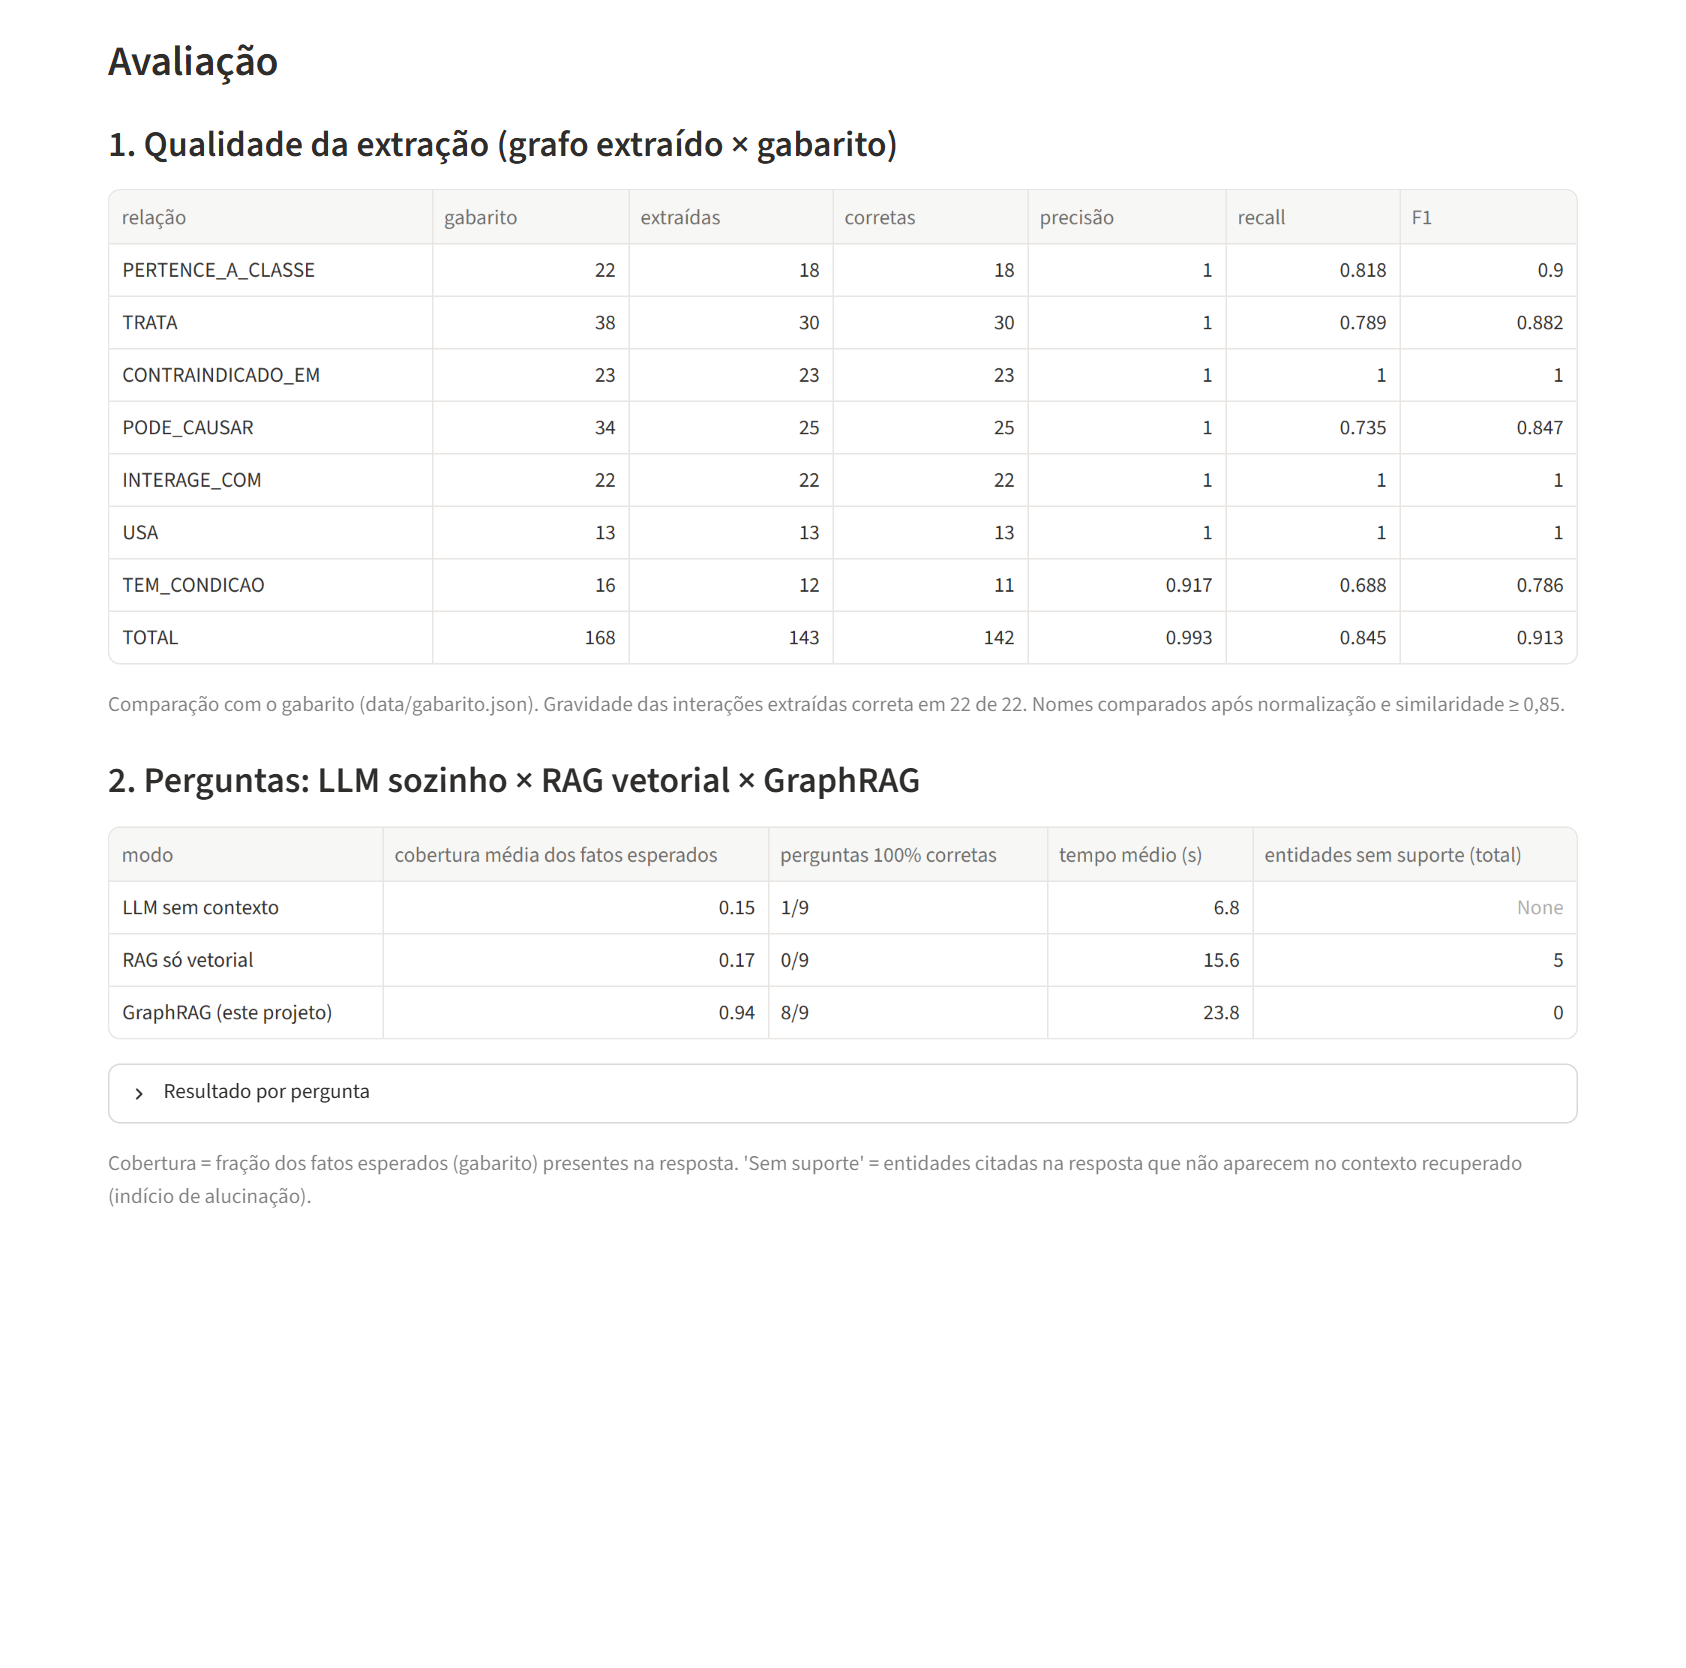 Avaliação
1. Qualidade da extração (grafo extraído × gabarito)
relação gabarito extraídas corretas precisão recall F1
PERTENCE_A_CLASSE 22 18 18 1 0.818 0.9
TRATA 38 30 30 1 0.789 0.882
CONTRAINDICADO_EM 23 23 23 1 1 1
PODE_CAUSAR 34 25 25 1 0.735 0.847
INTERAGE_COM 22 22 22 1 1 1
USA 13 13 13 1 1 1
TEM_CONDICAO 16 12 11 0.917 0.688 0.786
TOTAL 168 143 142 0.993 0.845 0.913
Comparação com o gabarito (data/gabarito.json). Gravidade das interações extraídas correta em 22 de 22. Nomes comparados após normalização e similaridade ≥ 0,85.
2. Perguntas: LLM sozinho × RAG vetorial × GraphRAG
modo cobertura média dos fatos esperados perguntas 100% corretas tempo médio (s) entidades sem suporte (total)
LLM sem contexto 0.15 1/9 6.8 None
RAG só vetorial 0.17 0/9 15.6 5
GraphRAG (este projeto) 0.94 8/9 23.8 0
Resultado por pergunta
Cobertura = fração dos fatos esperados (gabarito) presentes na resposta. 'Sem suporte' = entidades citadas na resposta que não aparecem no contexto recuperado
(indício de alucinação).